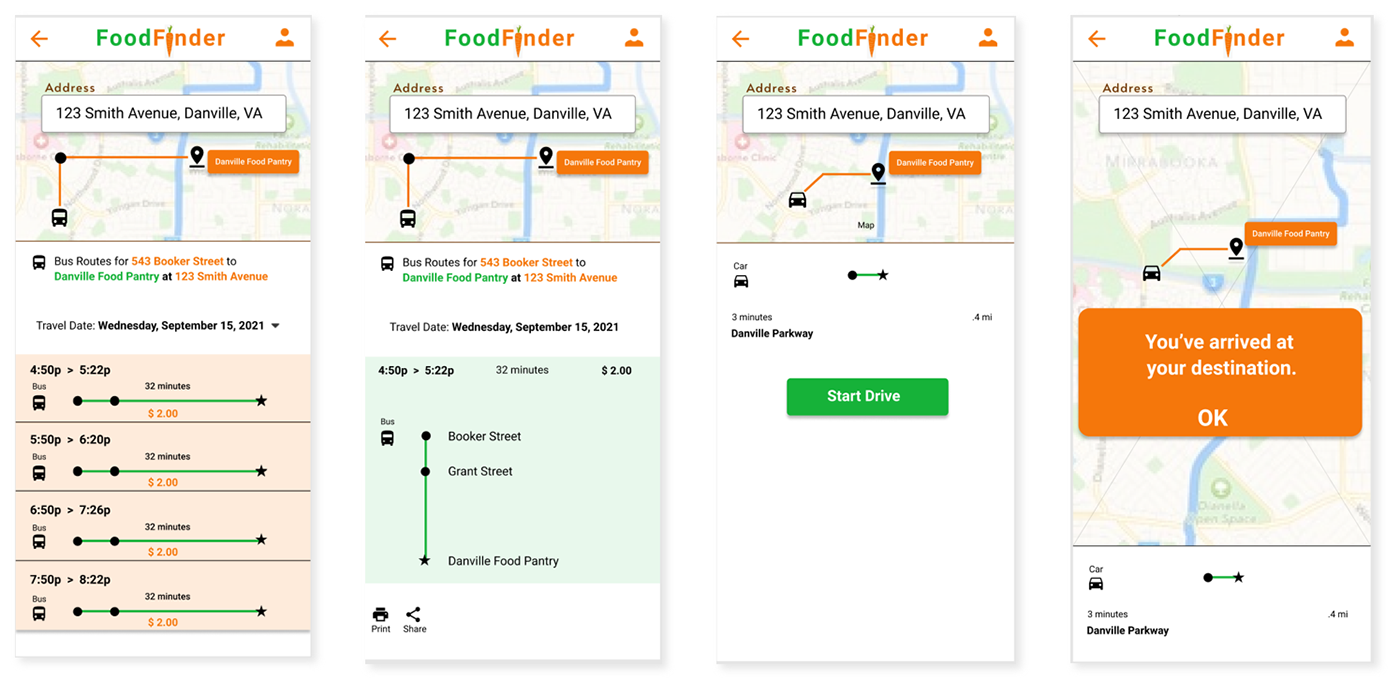 FoodFinder
Address
123 Smith Avenue, Danville, VA
Danville Food Pantry
Bus Routes for 543 Booker Street to
Danville Food Pantry at 123 Smith Avenue
Travel Date: Wednesday, September 15, 2021
4:50p > 5:22p
Bus
32 minutes
$ 2.00
5:50p > 6:20p
Bus
32 minutes
$ 2.00
6:50p > 7:26p
Bus
32 minutes
$ 2.00
7:50p > 8:22p
Bus
32 minutes
$ 2.00
FoodFinder
Address
123 Smith Avenue, Danville, VA
Danville Food Pantry
Bus Routes for 543 Booker Street to
Danville Food Pantry at 123 Smith Avenue
Travel Date: Wednesday, September 15, 2021
4:50p > 5:22p 32 minutes $ 2.00
Bus
Booker Street
Grant Street
Danville Food Pantry
Print Share
FoodFinder
Address
123 Smith Avenue, Danville, VA
Danville Food Pantry
Map
Car
3 minutes .4 mi
Danville Parkway
Start Drive
FoodFinder
Address
123 Smith Avenue, Danville, VA
MIRRABOOKA
Australis Avenue
Danville Food Pantry
3
You’ve arrived at
your destination.
OK
Dianella
Open Space
Car
3 minutes .4 mi
Danville Parkway